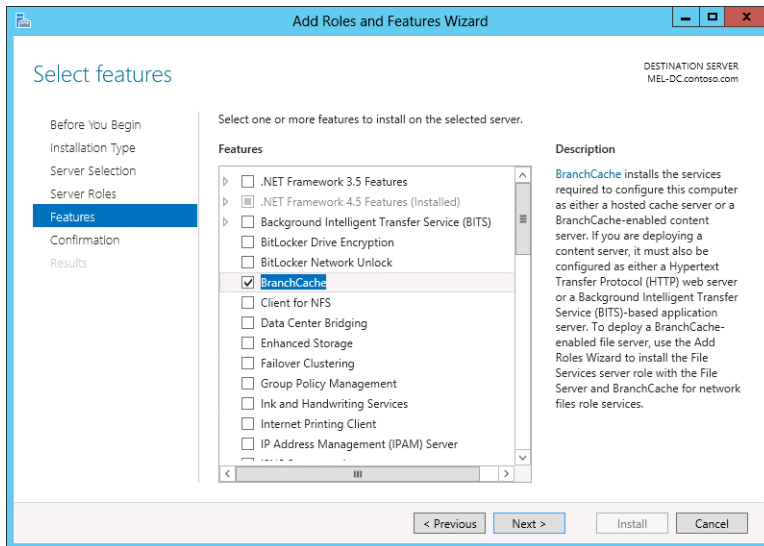 Add Roles and Features Wizard
Select features
DESTINATION SERVER
MEL-DC.contoso.com
Before You Begin
Installation Type
Server Selection
Server Roles
Features
Confirmation
Results
Select one or more features to install on the selected server.
Features
.NET Framework 3.5 Features
.NET Framework 4.5 Features (Installed)
Background Intelligent Transfer Service (BITS)
BitLocker Drive Encryption
BitLocker Network Unlock
BranchCache
Client for NFS
Data Center Bridging
Enhanced Storage
Failover Clustering
Group Policy Management
Ink and Handwriting Services
Internet Printing Client
IP Address Management (IPAM) Server
Description
BranchCache installs the services
required to configure this computer
as either a hosted cache server or a
BranchCache-enabled content
server. If you are deploying a
content server, it must also be
configured as either a Hypertext
Transfer Protocol (HTTP) web server
or a Background Intelligent Transfer
Service (BITS)-based application
server. To deploy a BranchCache-
enabled file server, use the Add
Roles Wizard to install the File
Services server role with the File
Server and BranchCache for network
files role services.
< Previous
Next >
Install
Cancel